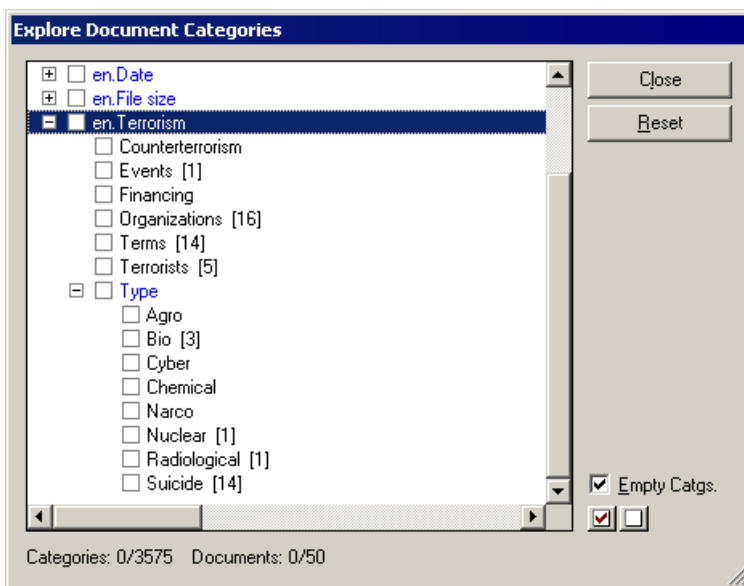 Explore Document Categories
en.Date
en.File size
en.Terrorism
Counterterrorism
Events [1]
Financing
Organizations [16]
Terms [14]
Terrorists [5]
Type
Agro
Bio [3]
Cyber
Chemical
Narco
Nuclear [1]
Radiological [1]
Suicide [14]
Close
Reset
Empty Catgs.
Categories: 0/3575 Documents: 0/50